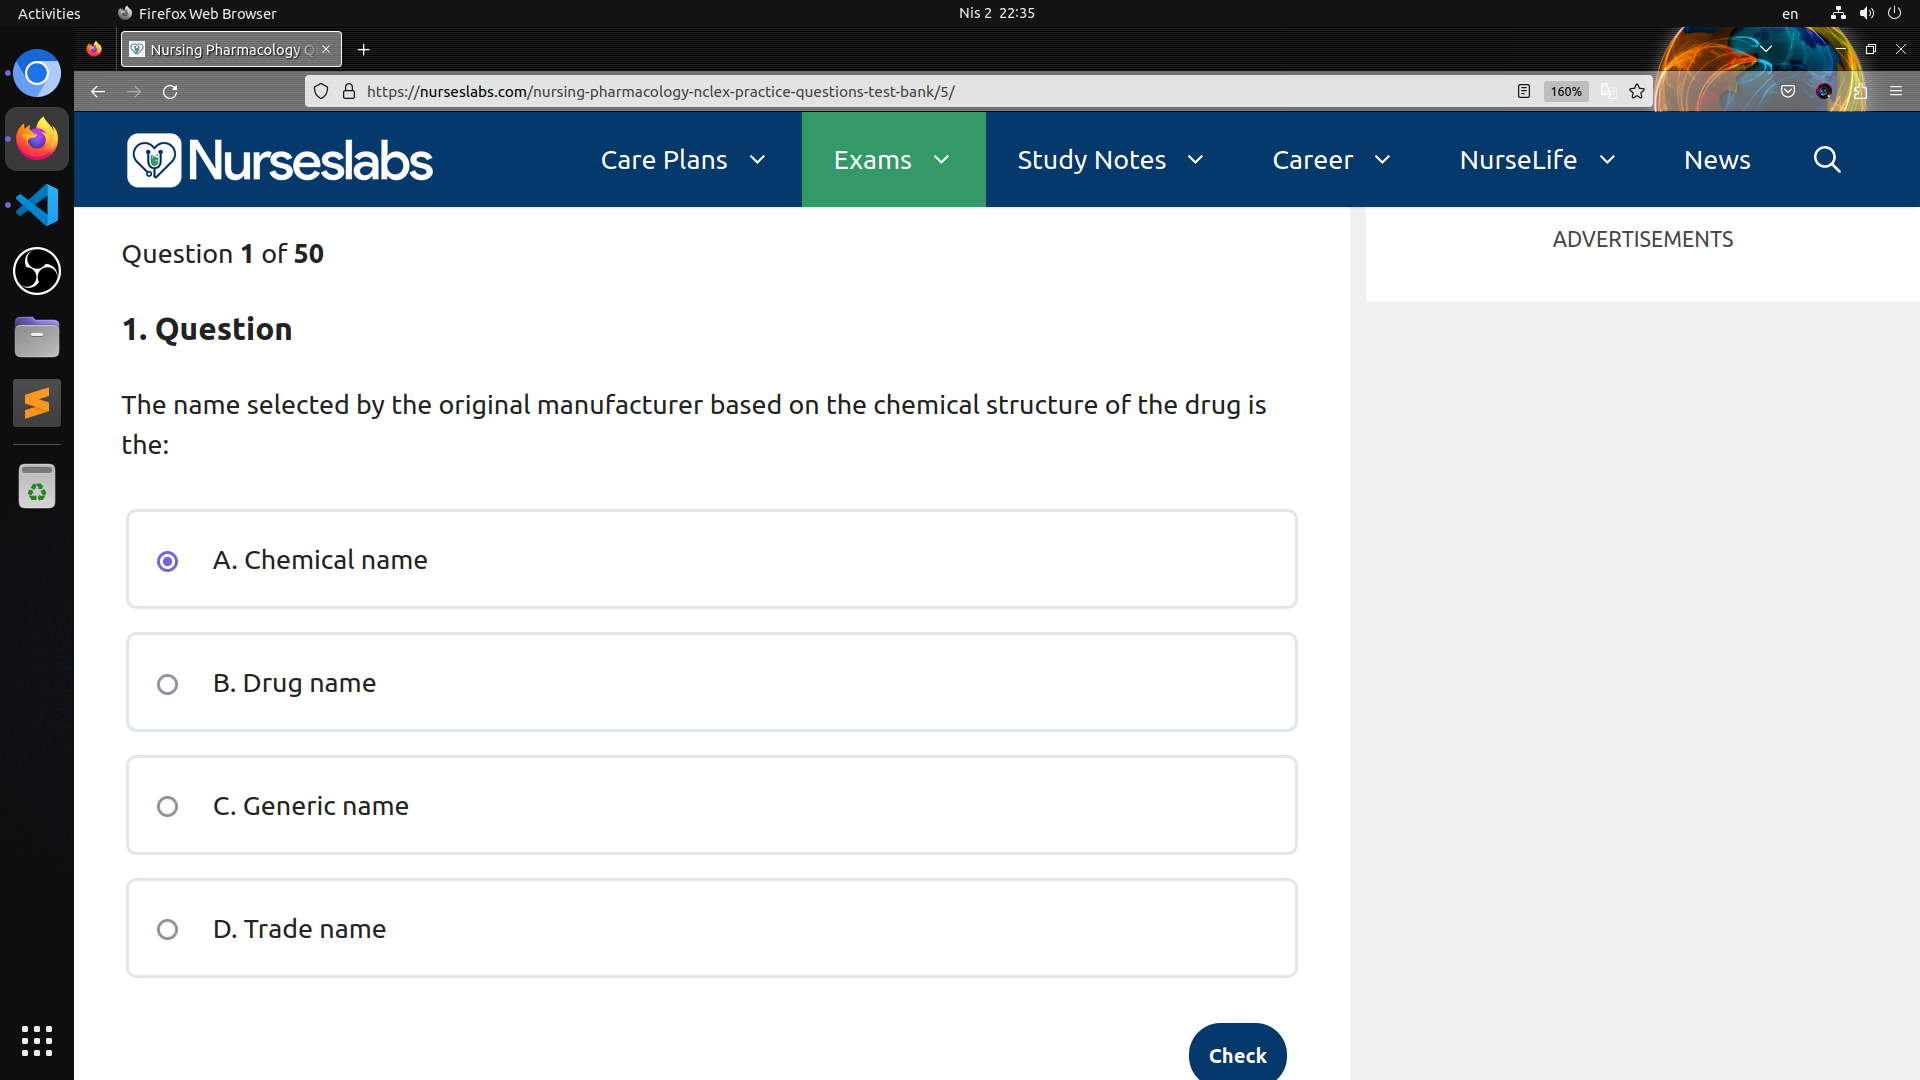 Activities
Firefox Web Browser
Nis 2 22:35
en
Nursing Pharmacology Q
https://nurseslabs.com/nursing-pharmacology-nclex-practice-questions-test-bank/5/
160%
Nurseslabs
Care Plans
Exams
Study Notes
Career
NurseLife
News
Question 1 of 50
ADVERTISEMENTS
1. Question
The name selected by the original manufacturer based on the chemical structure of the drug is
the:
A. Chemical name
B. Drug name
C. Generic name
D. Trade name
Check